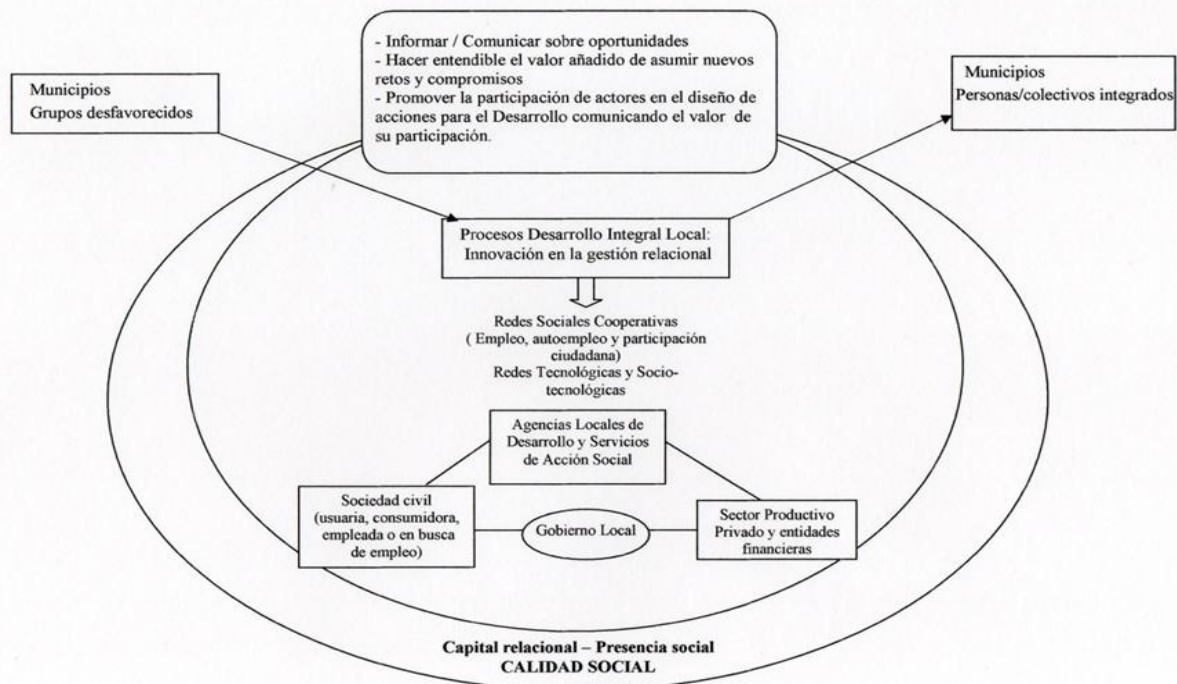 - Informar / Comunicar sobre oportunidades
- Hacer entendible el valor añadido de asumir nuevos
retos y compromisos
- Promover la participación de actores en el diseño de
acciones para el Desarrollo comunicando el valor de
su participación.
Municipios
Grupos desfavorecidos
Municipios
Personas/colectivos integrados
Procesos Desarrollo Integral Local:
Innovación en la gestión relacional
Redes Sociales Cooperativas
( Empleo, autoempleo y participación
ciudadana)
Redes Tecnológicas y Socio-
tecnológicas
Agencias Locales de
Desarrollo y Servicios
de Acción Social
Sociedad civil
(usuaria, consumidora,
empleada o en busca
de empleo)
Gobierno Local
Sector Productivo
Privado y entidades
financieras
Capital relacional – Presencia social
CALIDAD SOCIAL